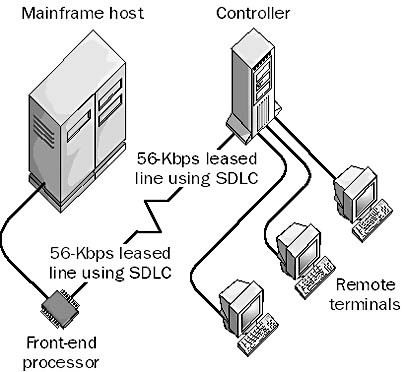 Mainframe host
Controller
56-Kbps leased
line using SDLC
56-Kbps leased
line using SDLC
Remote
terminals
Front-end
processor